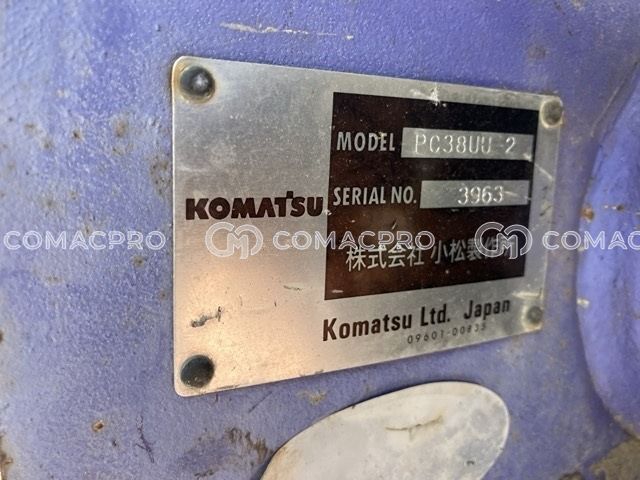 MODEL PC38UU-2
SERIAL NO. 3963
KOMATSU
COMACPRO COMACPRO COMACPRO
株式会社 小松製作所
Komatsu Ltd. Japan
09601-00835